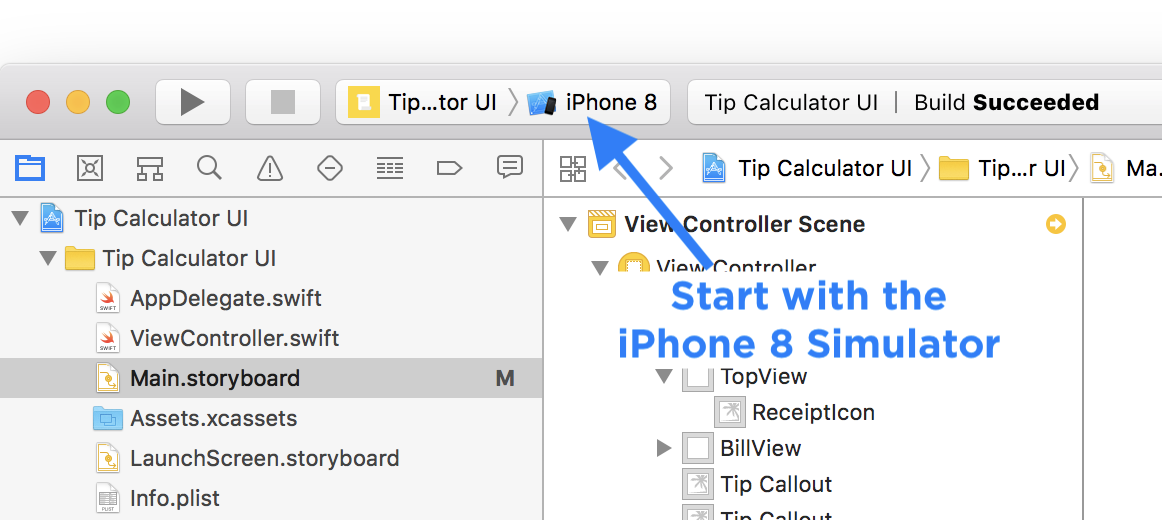 Tip...tor UI
iPhone 8
Tip Calculator UI | Build Succeeded
Tip Calculator UI
Tip...r UI
Ma.
Tip Calculator UI
Tip Calculator UI
AppDelegate.swift
SWIFT
ViewController.swift
SWIFT
Main.storyboard M
Assets.xcassets
LaunchScreen.storyboard
Info.plist
View Controller Scene
View Controller
Start with the
iPhone 8 Simulator
TopView
ReceiptIcon
BillView
Tip Callout
Tip Callout